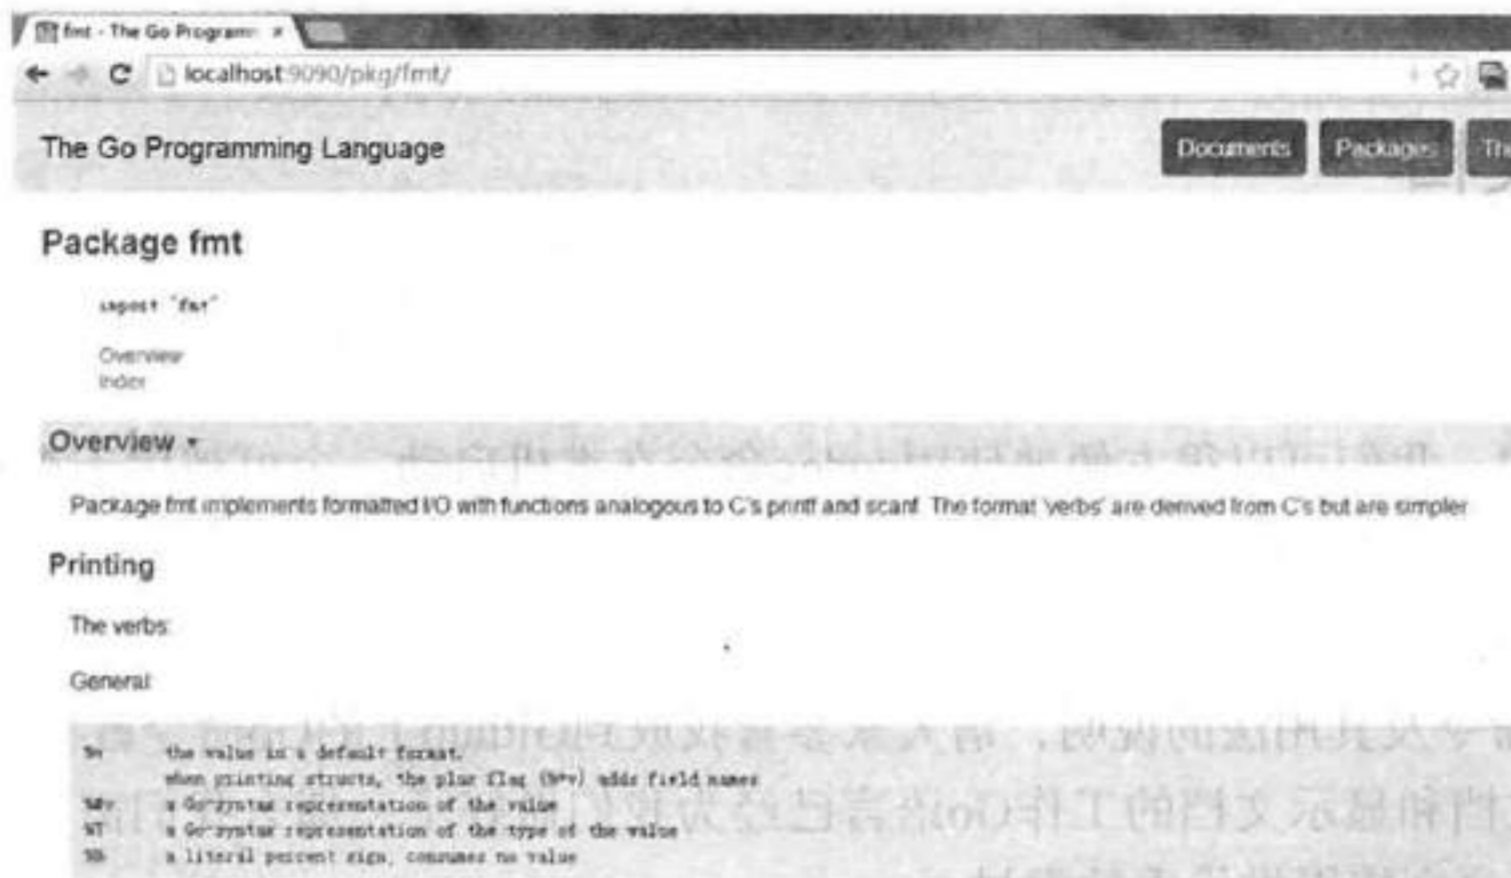 fmt - The Go Program
localhost:9090/pkg/fmt/
The Go Programming Language
Documents
Packages
Th
Package fmt
import "fmt"
Overview
Index
Overview ▾
Package fmt implements formatted I/O with functions analogous to C's printf and scanf. The format 'verbs' are derived from C's but are simpler
Printing
The verbs:
General:
%v the value in a default format.
when printing structs, the plus flag (%+v) adds field names
%#v a Go-syntax representation of the value
%T a Go-syntax representation of the type of the value
%% a literal percent sign; consumes no value